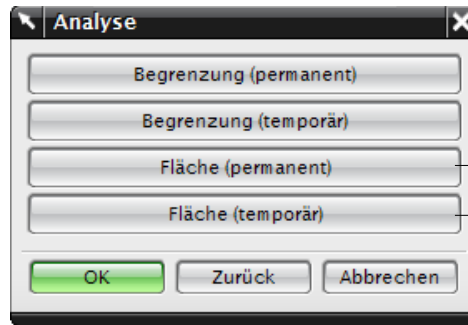 Analyse
Begrenzung (permanent)
Begrenzung (temporär)
Fläche (permanent)
Fläche (temporär)
OK Zurück Abbrechen